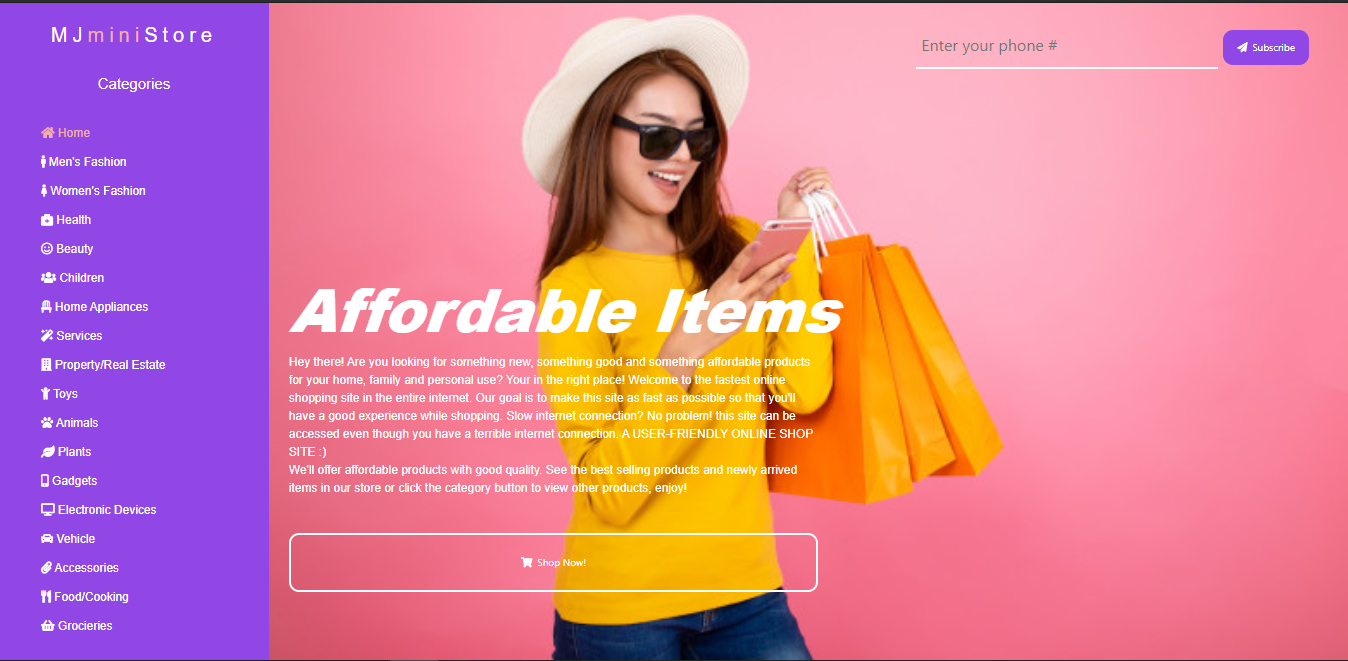 MJminiStore
Categories
Home
Men's Fashion
Women's Fashion
Health
Beauty
Children
Home Appliances
Services
Property/Real Estate
Toys
Animals
Plants
Gadgets
Electronic Devices
Vehicle
Accessories
Food/Cooking
Grocieries
Enter your phone #
Subscribe
Affordable Items
Hey there! Are you looking for something new, something good and something affordable products
for your home, family and personal use? Your in the right place! Welcome to the fastest online
shopping site in the entire internet. Our goal is to make this site as fast as possible so that you'll
have a good experience while shopping. Slow internet connection? No problem! this site can be
accessed even though you have a terrible internet connection. A USER-FRIENDLY ONLINE SHOP
SITE :)
We'll offer affordable products with good quality. See the best selling products and newly arrived
items in our store or click the category button to view other products, enjoy!
Shop Now!